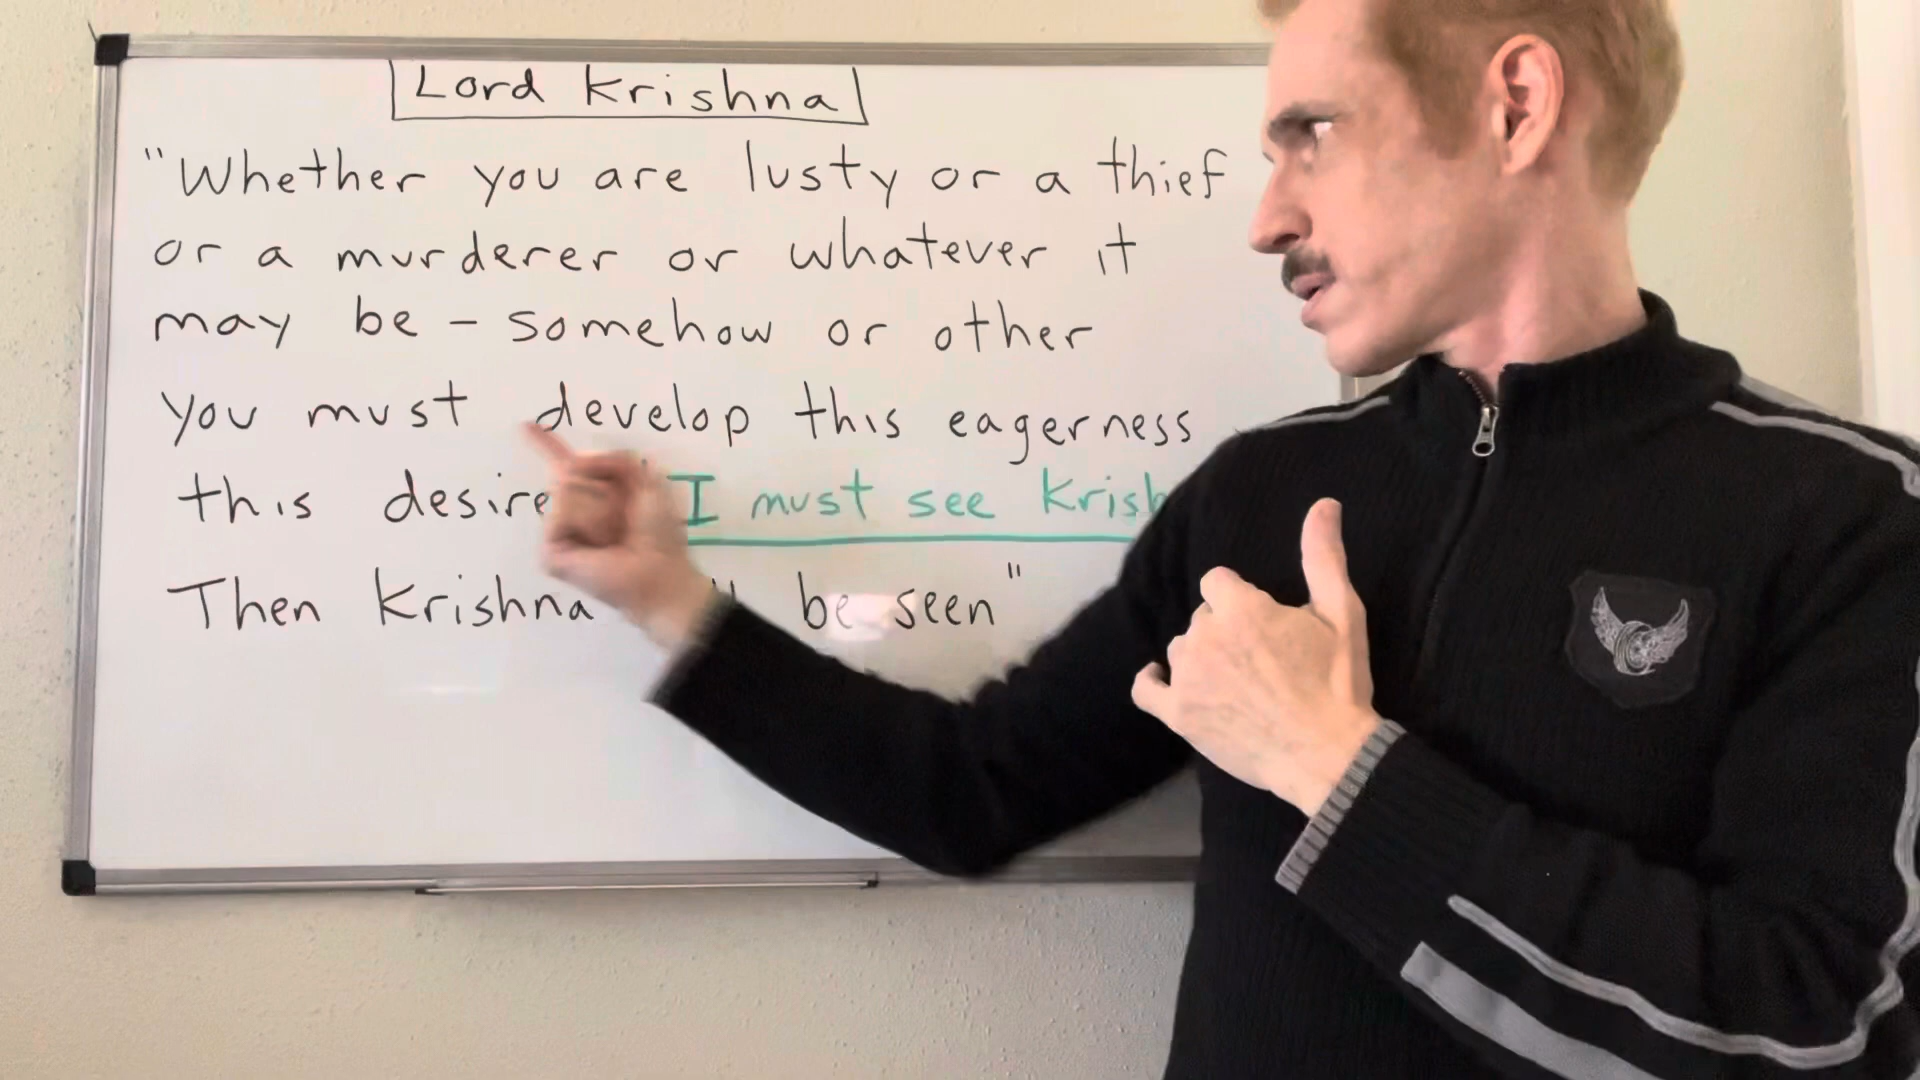 Lord Krishna
"Whether you are lusty or a thief
or a murderer or whatever it
may be - somehow or other
you must develop this eagerness
this desire "I must see
Then Krishna be seen"